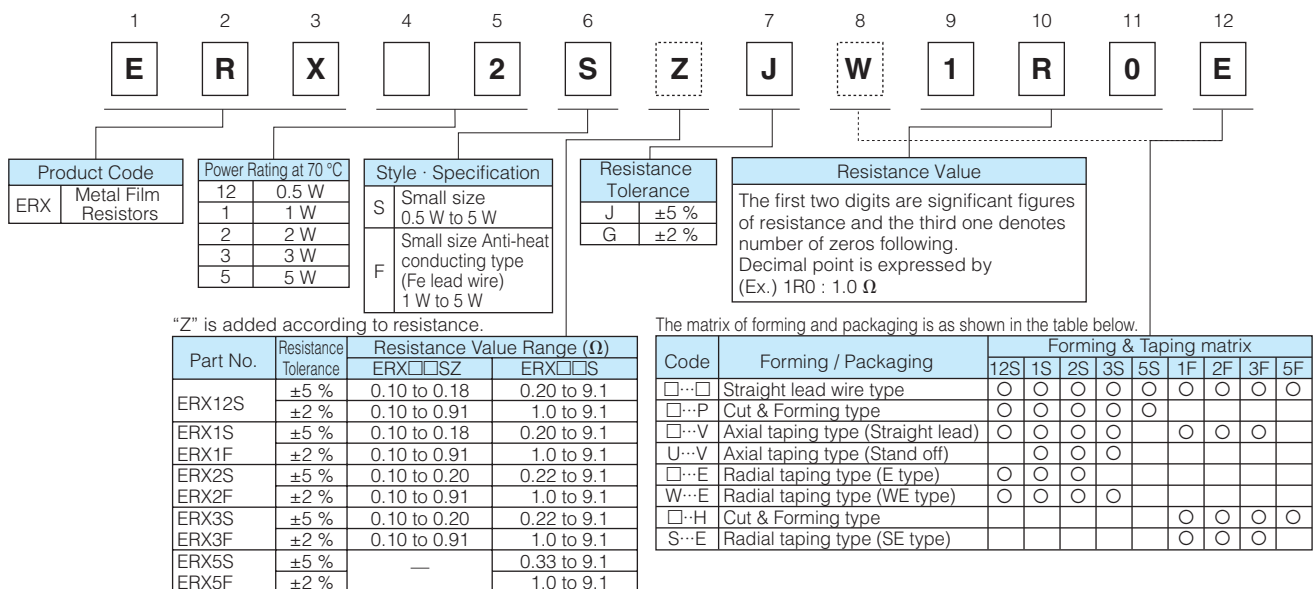 1 2 3 4 5 6 7 8 9 10 11 12
E R X 2 S Z J W 1 R 0 E
Product Code
ERX Metal Film Resistors
Power Rating at 70 °C
12 0.5 W
1 1 W
2 2 W
3 3 W
5 5 W
Style · Specification
S Small size
0.5 W to 5 W
F Small size Anti-heat
conducting type
(Fe lead wire)
1 W to 5 W
Resistance
Tolerance
J ±5 %
G ±2 %
Resistance Value
The first two digits are significant figures
of resistance and the third one denotes
number of zeros following.
Decimal point is expressed by
(Ex.) 1R0 : 1.0 Ω
"Z" is added according to resistance.
Part No. Resistance Tolerance Resistance Value Range (Ω)
ERX□□SZ ERX□□S
ERX12S ±5 % 0.10 to 0.18 0.20 to 9.1
±2 % 0.10 to 0.91 1.0 to 9.1
ERX1S ±5 % 0.10 to 0.18 0.20 to 9.1
ERX1F ±2 % 0.10 to 0.91 1.0 to 9.1
ERX2S ±5 % 0.10 to 0.20 0.22 to 9.1
ERX2F ±2 % 0.10 to 0.91 1.0 to 9.1
ERX3S ±5 % 0.10 to 0.20 0.22 to 9.1
ERX3F ±2 % 0.10 to 0.91 1.0 to 9.1
ERX5S ±5 % — 0.33 to 9.1
ERX5F ±2 % 1.0 to 9.1
The matrix of forming and packaging is as shown in the table below.
Code Forming / Packaging Forming & Taping matrix
12S 1S 2S 3S 5S 1F 2F 3F 5F
□···□ Straight lead wire type ○ ○ ○ ○ ○ ○ ○ ○ ○
□···P Cut & Forming type ○ ○ ○ ○ ○
□···V Axial taping type (Straight lead) ○ ○ ○ ○ ○ ○ ○
U···V Axial taping type (Stand off) ○ ○ ○
□···E Radial taping type (E type) ○ ○ ○
W···E Radial taping type (WE type) ○ ○ ○ ○
□··H Cut & Forming type ○ ○ ○ ○
S···E Radial taping type (SE type) ○ ○ ○